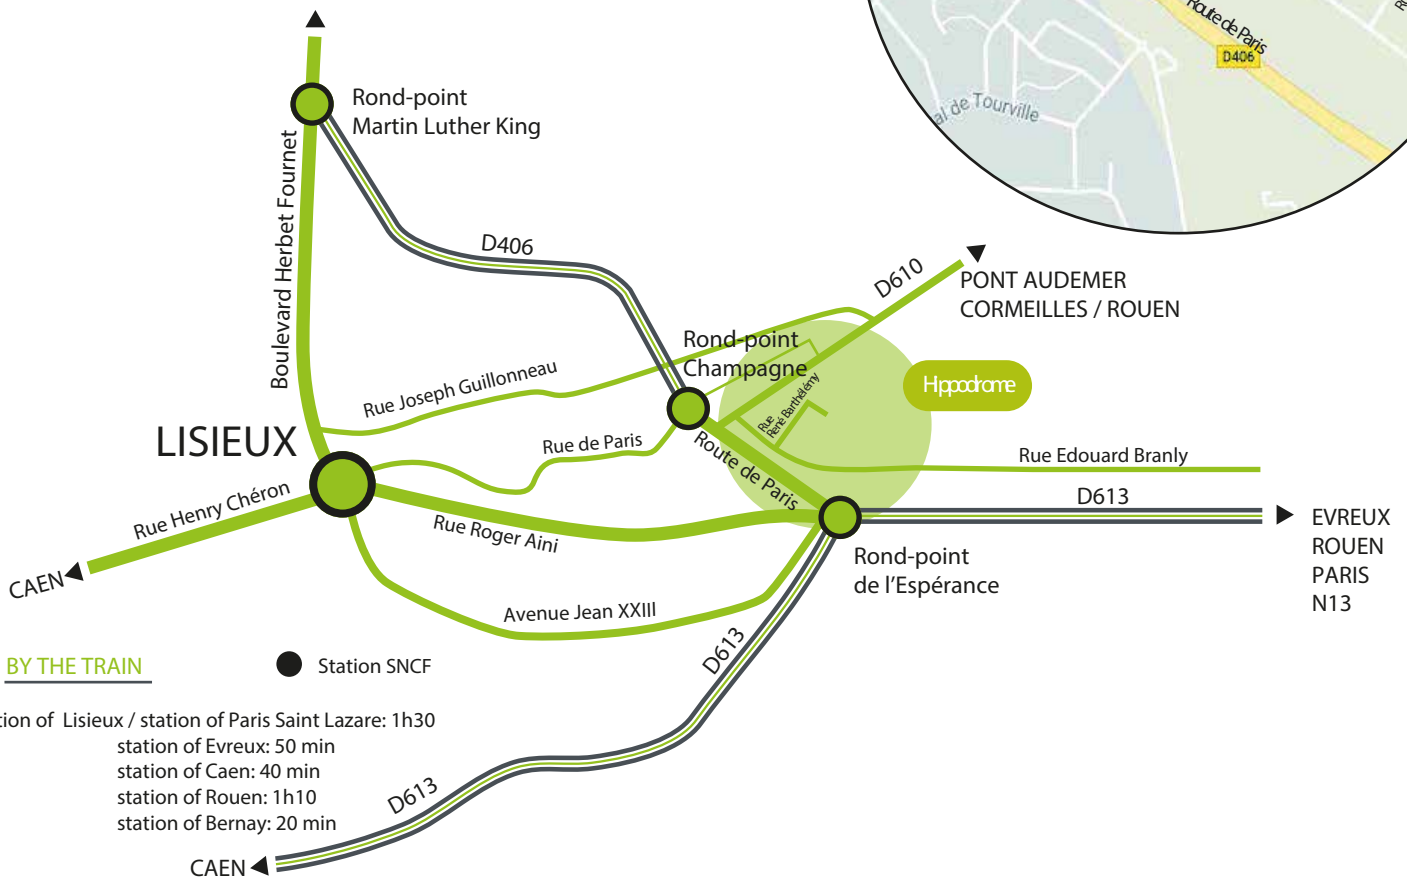 Route de Paris
D406
al de Tourville
Rond-point
Martin Luther King
Boulevard Herbet Fournet
D406
D610
PONT AUDEMER
CORMEILLES / ROUEN
Rond-point
Champagne
Hippodrome
Rue Joseph Guillonneau
Rue
René Barthélémy
LISIEUX
Rue de Paris
Route de Paris
Rue Edouard Branly
D613
Rue Henry Chéron
Rue Roger Aini
EVREUX
ROUEN
PARIS
N13
Rond-point
de l'Espérance
CAEN
Avenue Jean XXIII
D613
BY THE TRAIN
Station SNCF
tion of Lisieux / station of Paris Saint Lazare: 1h30
station of Evreux: 50 min
station of Caen: 40 min
station of Rouen: 1h10
station of Bernay: 20 min
D613
CAEN